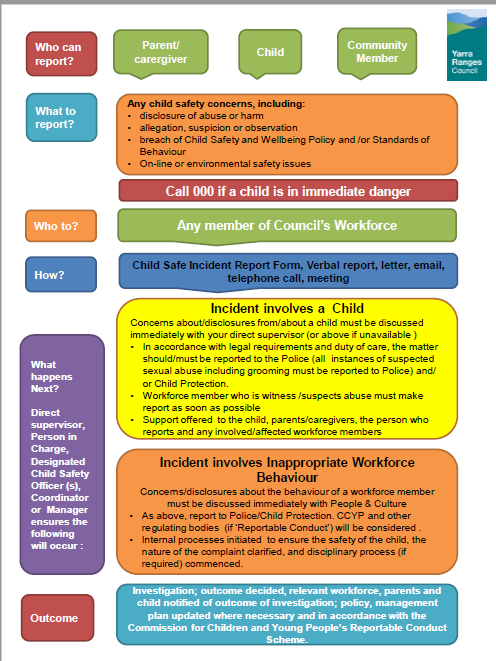 Who can
report?
Parent/
carergiver
Child
Community
Member
Yarra
Ranges
Council
What to
report?
Any child safety concerns, including:
• disclosure of abuse or harm
• allegation, suspicion or observation
• breach of Child Safety and Wellbeing Policy and /or Standards of
Behaviour
• On-line or environmental safety issues
Call 000 if a child is in immediate danger
Who to?
Any member of Council's Workforce
How?
Child Safe Incident Report Form, Verbal report, letter, email,
telephone call, meeting
What
happens
Next?
Direct
supervisor,
Person in
Charge,
Designated
Child Safety
Officer (s),
Coordinator
or Manager
ensures the
following
will occur :
Incident involves a Child
Concerns about/disclosures from/about a child must be discussed
immediately with your direct supervisor (or above if unavailable )
• In accordance with legal requirements and duty of care, the matter
should/must be reported to the Police (all instances of suspected
sexual abuse including grooming must be reported to Police) and/
or Child Protection.
• Workforce member who is witness /suspects abuse must make
report as soon as possible
• Support offered to the child, parents/caregivers, the person who
reports and any involved/affected workforce members
Incident involves Inappropriate Workforce
Behaviour
Concerns/disclosures about the behaviour of a workforce member
must be discussed immediately with People & Culture
• As above, report to Police/Child Protection. CCYP and other
regulating bodies (if 'Reportable Conduct') will be considered .
• Internal processes initiated to ensure the safety of the child, the
nature of the complaint clarified, and disciplinary process (if
required) commenced.
Outcome
Investigation; outcome decided, relevant workforce, parents and
child notified of outcome of investigation; policy, management
plan updated where necessary and in accordance with the
Commission for Children and Young People's Reportable Conduct
Scheme.